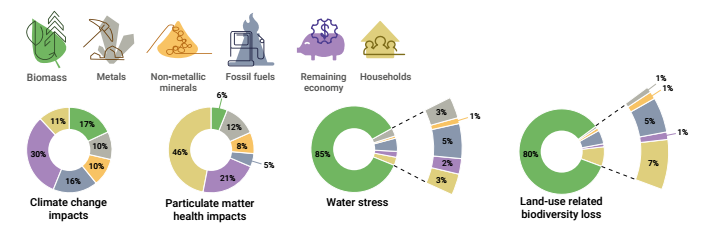 Biomass
Metals
Non-metallic
minerals
Fossil fuels
Remaining
economy
Households
11%
17%
10%
10%
16%
30%
Climate change
impacts
6%
12%
8%
5%
21%
46%
Particulate matter
health impacts
85%
3%
1%
5%
2%
3%
Water stress
80%
1%
1%
5%
1%
7%
Land-use related
biodiversity loss